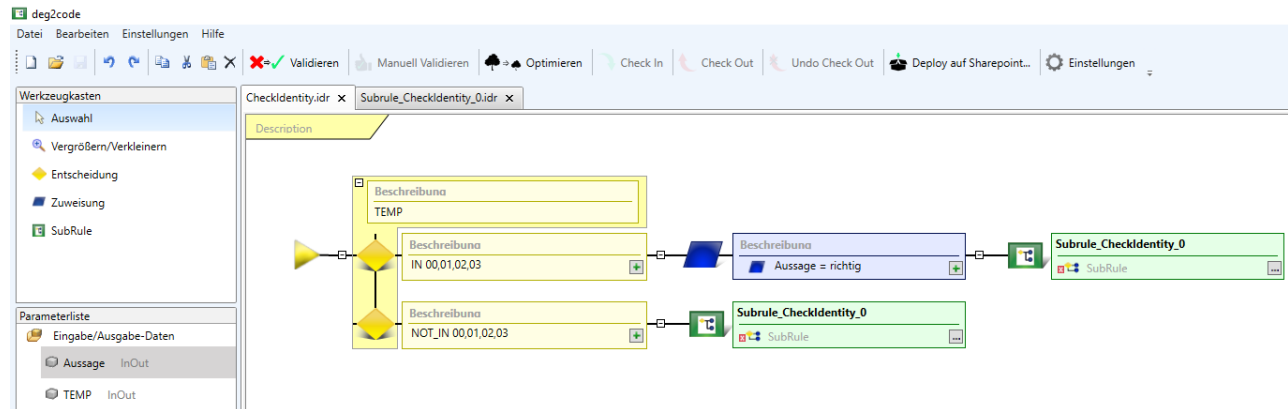 deg2code
Datei Bearbeiten Einstellungen Hilfe
Validieren Manuell Validieren Optimieren Check In Check Out Undo Check Out Deploy auf Sharepoint... Einstellungen
Werkzeugkasten
Auswahl
Vergrößern/Verkleinern
Entscheidung
Zuweisung
SubRule
Parameterliste
Eingabe/Ausgabe-Daten
Aussage InOut
TEMP InOut
CheckIdentity.idr x Subrule_CheckIdentity_0.idr x
Description
Beschreibung
TEMP
Beschreibung
IN 00,01,02,03
Beschreibung
Aussage = richtig
Subrule_CheckIdentity_0
SubRule
Beschreibung
NOT_IN 00,01,02,03
Subrule_CheckIdentity_0
SubRule